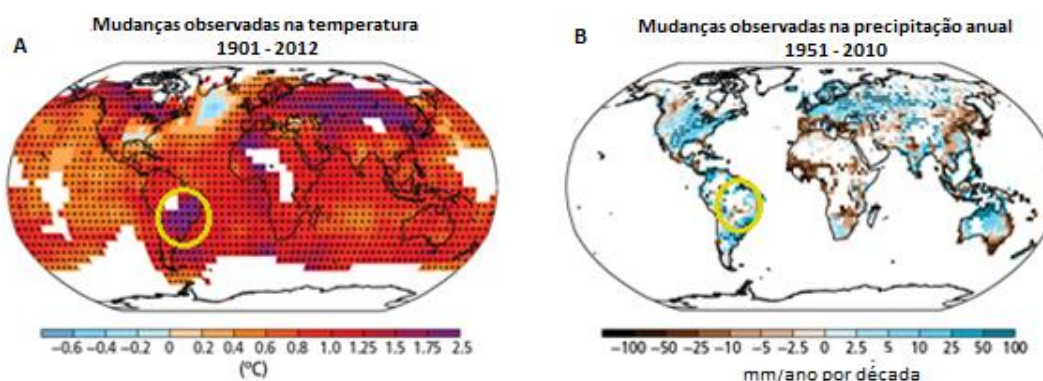 Mudanças observadas na temperatura
1901 - 2012
A
Mudanças observadas na precipitação anual
1951 - 2010
B
−0.6 −0.4 −0.2 0 0.2 0.4 0.6 0.8 1.0 1.25 1.5 1.75 2.5
(ºC)
−100 −50 −25 −10 −5 −2.5 0 2.5 5 10 25 50 100
mm/ano por década